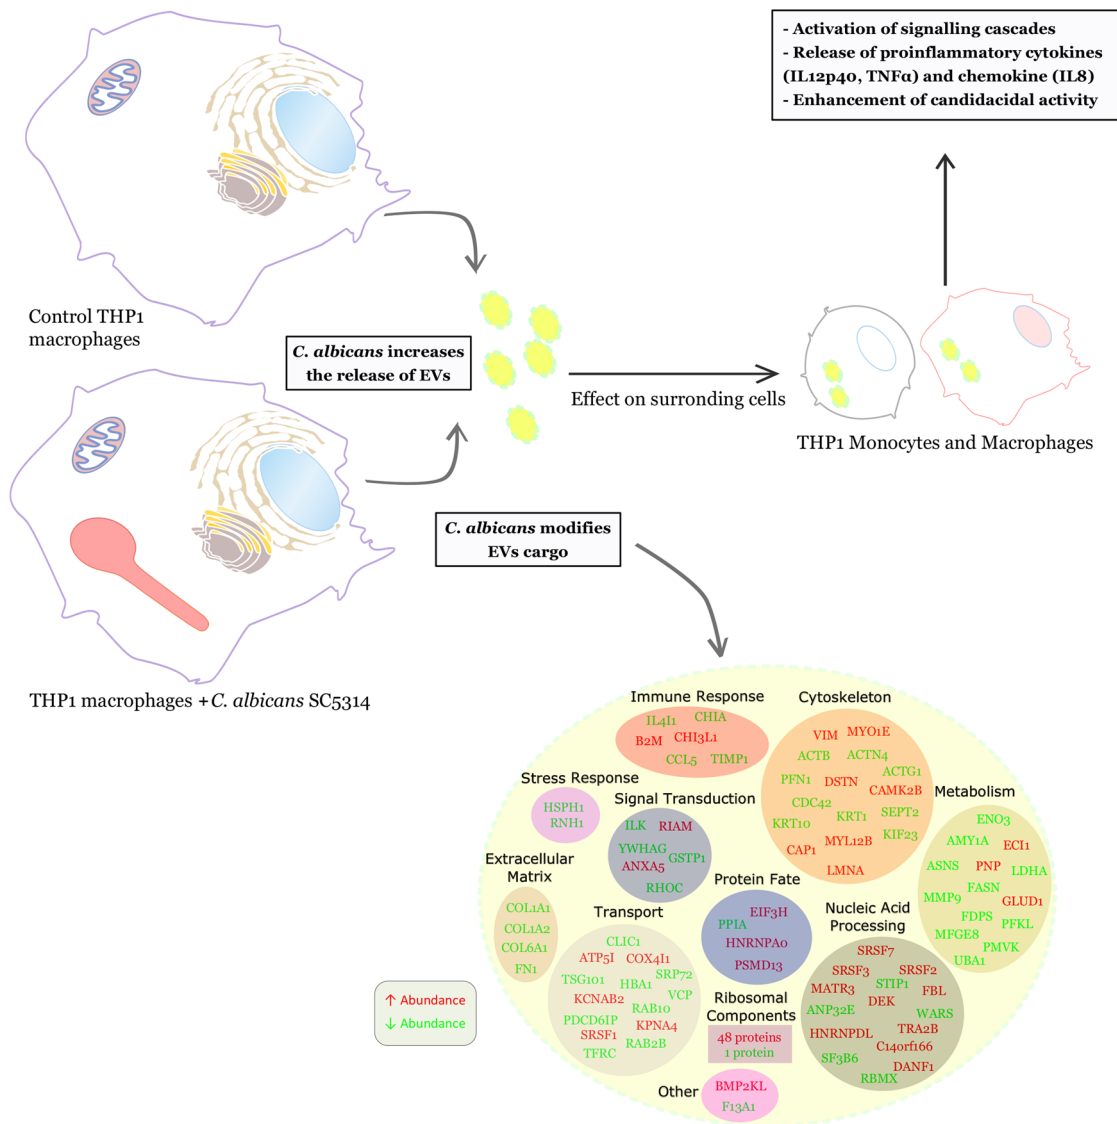 - Activation of signalling cascades
- Release of proinflammatory cytokines
(IL12p40, TNFα) and chemokine (IL8)
- Enhancement of candidacidal activity
Control THP1
macrophages
C. albicans increases
the release of EVs
Effect on surronding cells
THP1 Monocytes and Macrophages
C. albicans modifies
EVs cargo
THP1 macrophages + C. albicans SC5314
Immune Response
IL4I1 CHIA
B2M CHI3L1
CCL5 TIMP1
Cytoskeleton
VIM MYO1E
ACTB ACTN4
PFN1 DSTN ACTG1
CAMK2B
CDC42 KRT1 SEPT2
KRT10 KIF23
CAP1 MYL12B
LMNA
Stress Response
HSPH1
RNH1
Signal Transduction
ILK RIAM
YWHAG GSTP1
ANXA5
RHOC
Metabolism
ENO3
AMY1A ECI1
ASNS PNP LDHA
MMP9 FASN GLUD1
FDPS PFKL
MFGE8 PMVK
UBA1
Extracellular
Matrix
COL1A1
COL1A2
COL6A1
FN1
Protein Fate
EIF3H
PPIA
HNRNPA0
PSMD13
Transport
CLIC1
ATP5I COX4I1
TSG101 HBA1 SRP72
KCNAB2 VCP
PDCD6IP RAB10
SRSF1 KPNA4
TFRC RAB2B
Nucleic Acid
Processing
SRSF7
SRSF3 SRSF2
MATR3 STIP1 FBL
ANP32E DEK WARS
HNRNPDL TRA2B
C14orf166
SF3B6 DANF1
RBMX
Ribosomal
Components
48 proteins
1 protein
Other
BMP2KL
F13A1
↑ Abundance
↓ Abundance